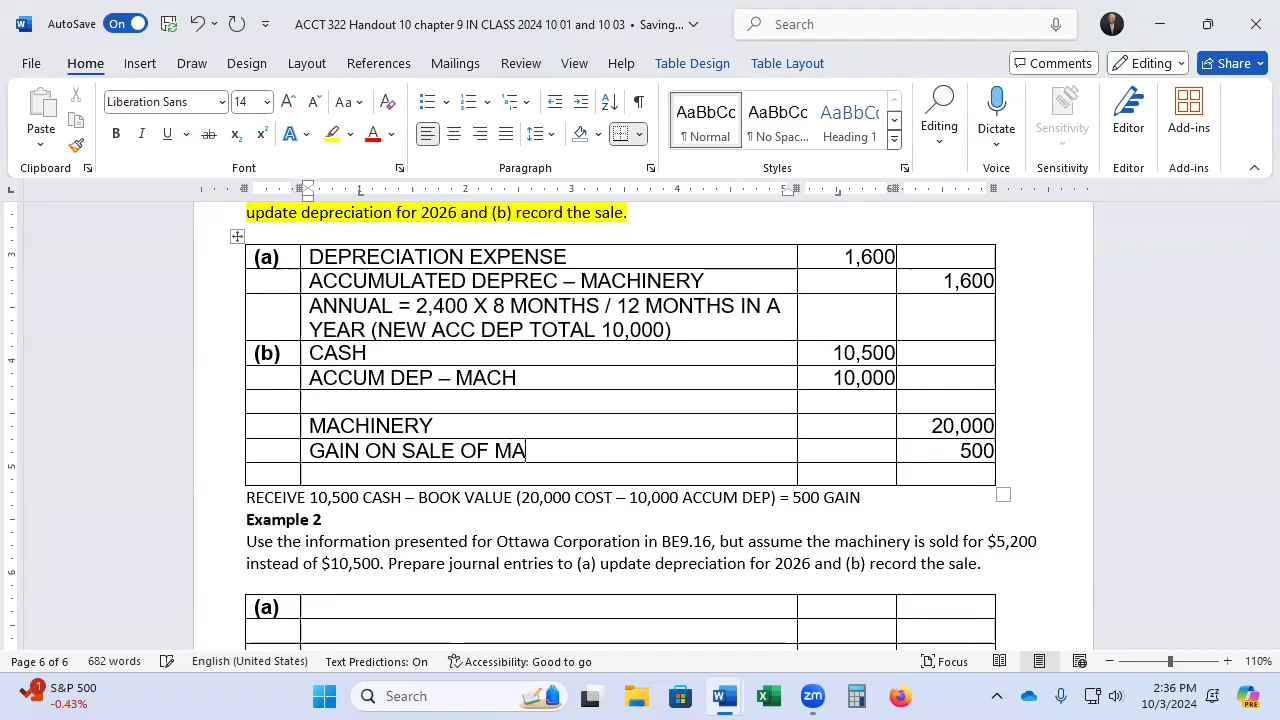 AutoSave On ACCT 322 Handout 10 chapter 9 IN CLASS 2024 10 01 and 10 03 • Saving... Search
File Home Insert Draw Design Layout References Mailings Review View Help Table Design Table Layout Comments Editing Share
Liberation Sans 14 Aa
AaBbCc AaBbCc AaBbCc
Paste
¶ Normal ¶ No Spac... Heading 1
Editing Dictate Sensitivity Editor Add-ins
Clipboard Font Paragraph Styles Voice Sensitivity Editor Add-ins
1 2 3 4 5 6
update depreciation for 2026 and (b) record the sale.
(a) DEPRECIATION EXPENSE 1,600
ACCUMULATED DEPREC – MACHINERY 1,600
ANNUAL = 2,400 X 8 MONTHS / 12 MONTHS IN A
YEAR (NEW ACC DEP TOTAL 10,000)
(b) CASH 10,500
ACCUM DEP – MACH 10,000
MACHINERY 20,000
GAIN ON SALE OF MA 500
RECEIVE 10,500 CASH – BOOK VALUE (20,000 COST – 10,000 ACCUM DEP) = 500 GAIN
Example 2
Use the information presented for Ottawa Corporation in BE9.16, but assume the machinery is sold for $5,200
instead of $10,500. Prepare journal entries to (a) update depreciation for 2026 and (b) record the sale.
(a)
Page 6 of 6 682 words English (United States) Text Predictions: On Accessibility: Good to go Focus 110%
1 S&P 500
-0.43%
Search
zm
2:36 PM
10/3/2024
PRE